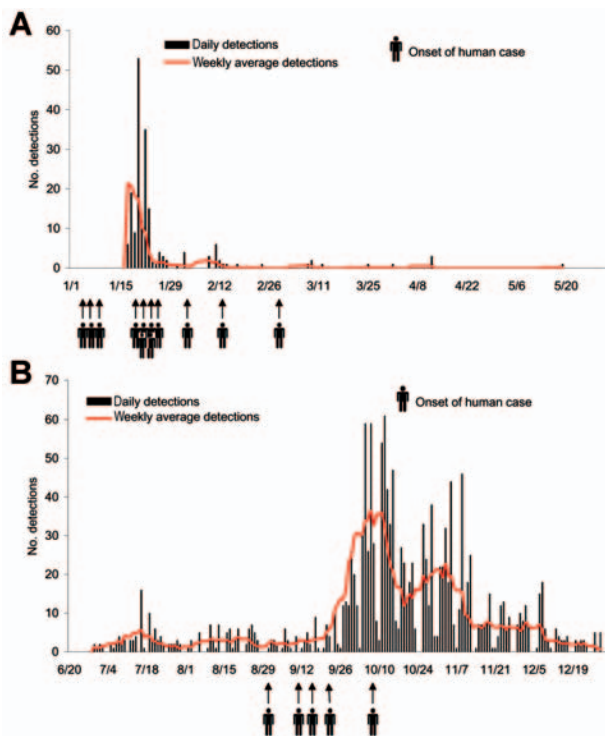 A
60
50
40
30
20
10
0
No. detections
Daily detections
Weekly average detections
Onset of human case
1/1 1/15 1/29 2/12 2/26 3/11 3/25 4/8 4/22 5/6 5/20
B
70
60
50
40
30
20
10
0
No. detections
Daily detections
Weekly average detections
Onset of human case
6/20 7/4 7/18 8/1 8/15 8/29 9/12 9/26 10/10 10/24 11/7 11/21 12/5 12/19